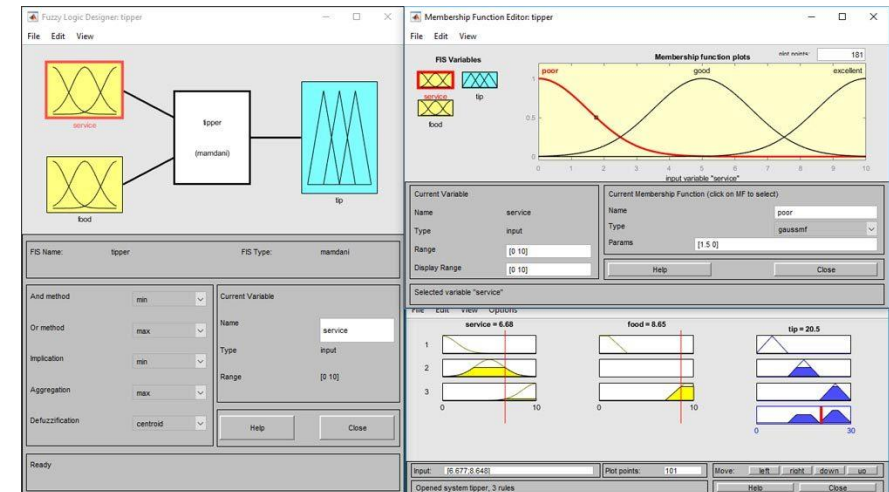 Fuzzy Logic Designer: tipper
File Edit View
service
food
tipper
(mamdani)
tip
FIS Name: tipper FIS Type: mamdani
And method min
Or method max
Implication min
Aggregation max
Defuzzification centroid
Current Variable
Name service
Type input
Range [0 10]
Help Close
Ready
Membership Function Editor: tipper
File Edit View
FIS Variables
service
tip
food
Membership function plots plot points: 181
poor good excellent
1
0.5
0
0 1 2 3 4 5 6 7 8 9 10
input variable "service"
Current Variable
Name service
Type input
Range [0 10]
Display Range [0 10]
Current Membership Function (click on MF to select)
Name poor
Type gaussmf
Params [1.5 0]
Help Close
Selected variable "service"
File Edit View Options
service = 6.68 food = 8.65 tip = 20.5
1
2
3
0 10 0 10
0 30
Input: [6.677;8.648] Plot points: 101 Move: left right down up
Opened system tipper, 3 rules Help Close